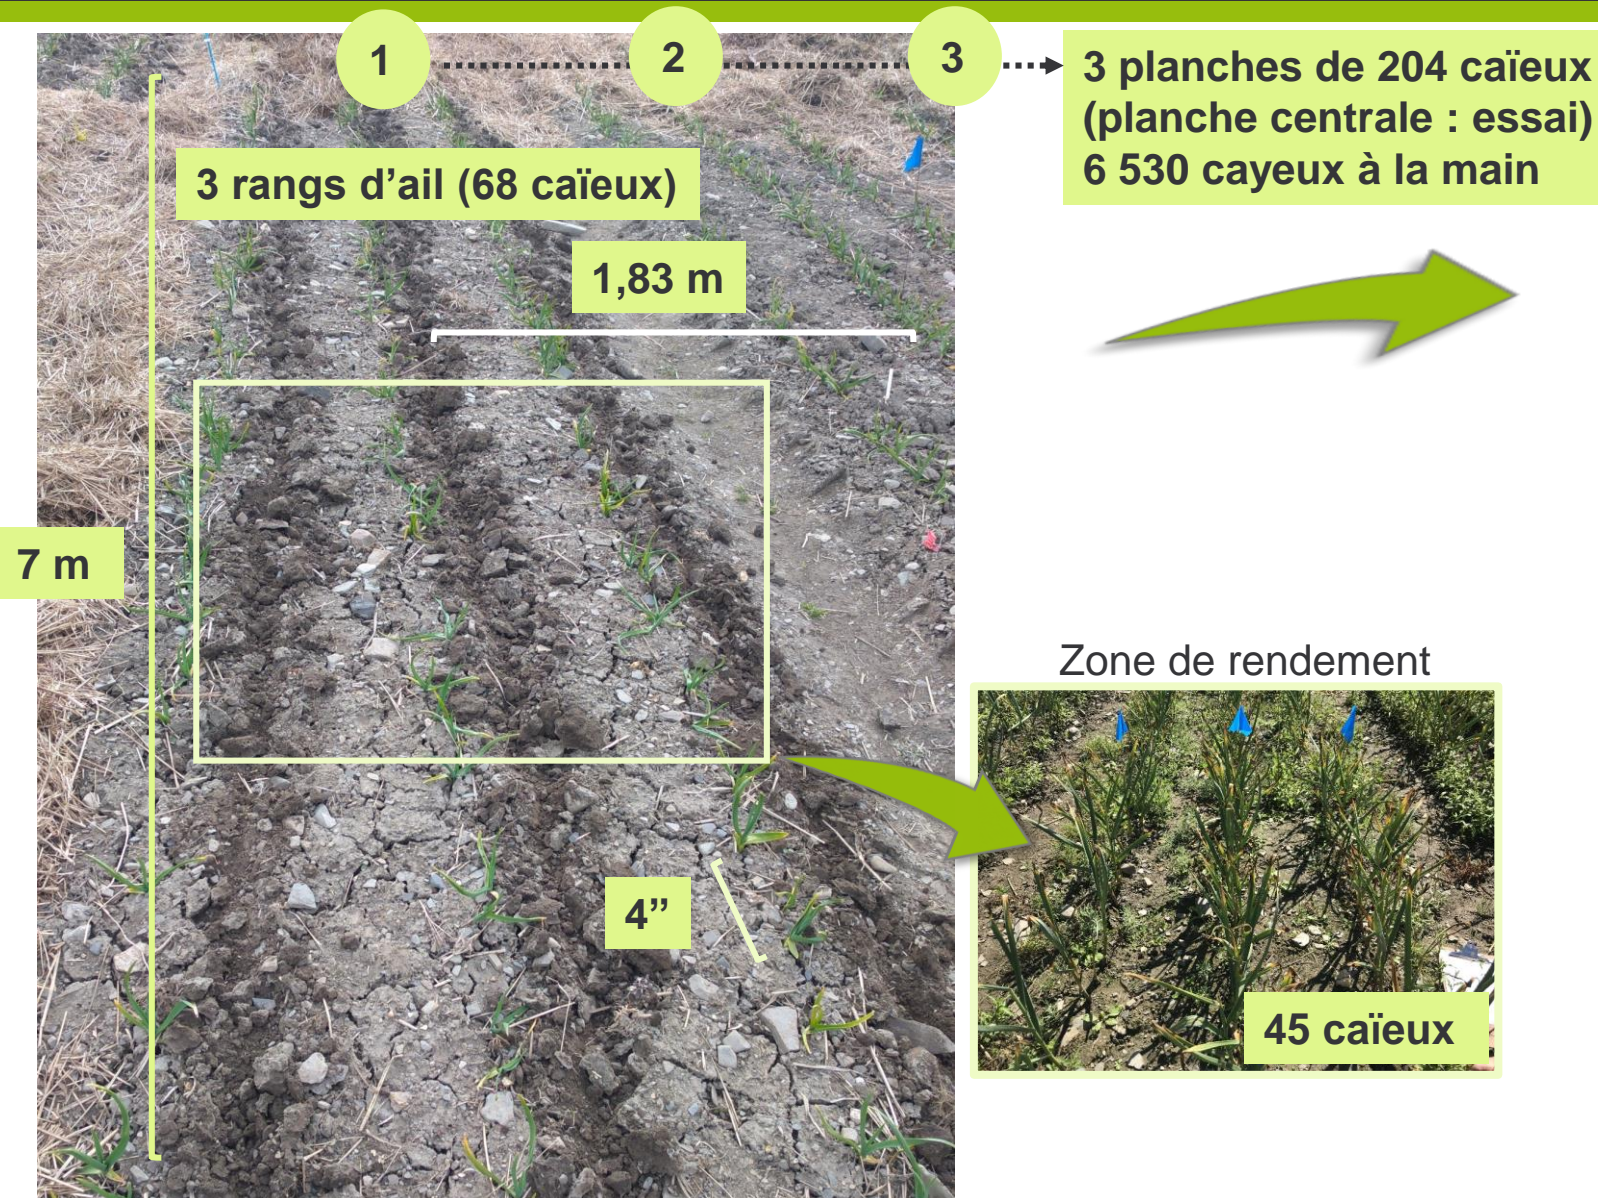 1
2
3
3 planches de 204 caïeux
(planche centrale : essai)
6 530 cayeux à la main
3 rangs d’ail (68 caïeux)
1,83 m
7 m
Zone de rendement
4”
45 caïeux